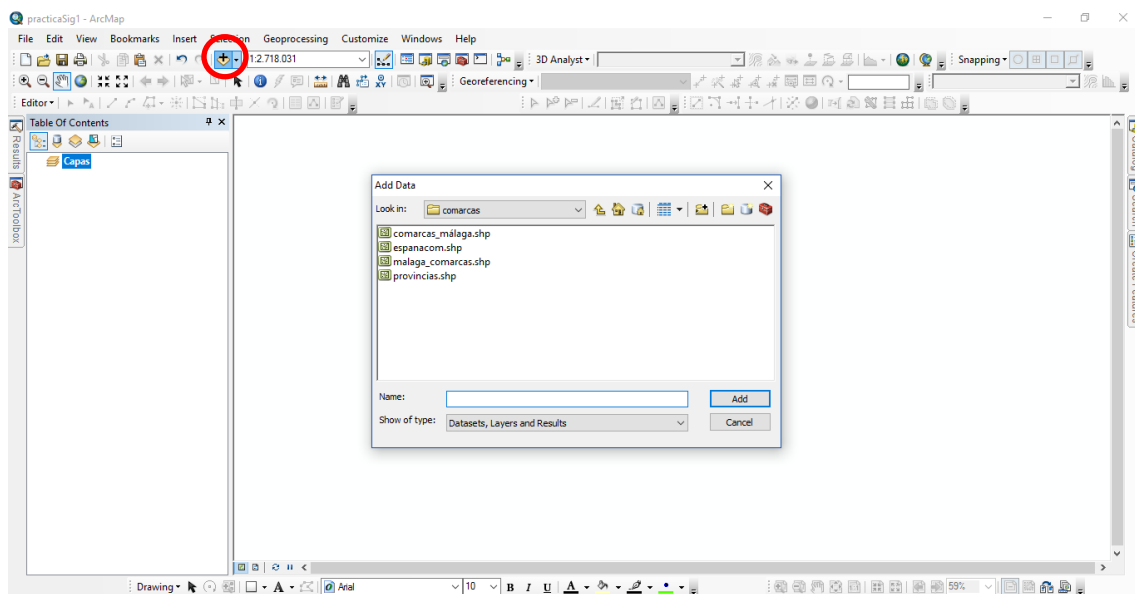 practicaSig1 - ArcMap
File Edit View Bookmarks Insert Selection Geoprocessing Customize Windows Help
1:2.718.031 3D Analyst Snapping
Georeferencing
Editor
Table Of Contents
Results
Capas
ArcToolbox
Add Data
Look in: comarcas
comarcas_málaga.shp
espanacom.shp
malaga_comarcas.shp
provincias.shp
Name: Add
Show of type: Datasets, Layers and Results Cancel
Drawing A Arial 10 B I U A 59%